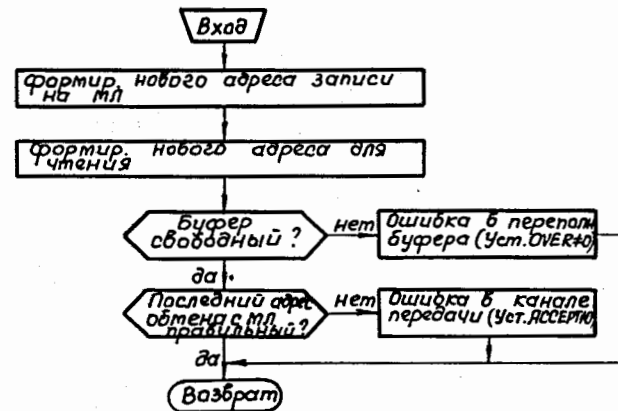 Вход
формир. нового адреса записи
на МЛ
формир. нового адреса для
чтения
Буфер
свободный?
нет
Ошибка в переполн
буфера (Уст. OVER≠0)
да
Последний адрес
обмена с МЛ
правильный?
нет
Ошибка в канале
передачи (Уст. ACCEPT≠0)
да
Возврат